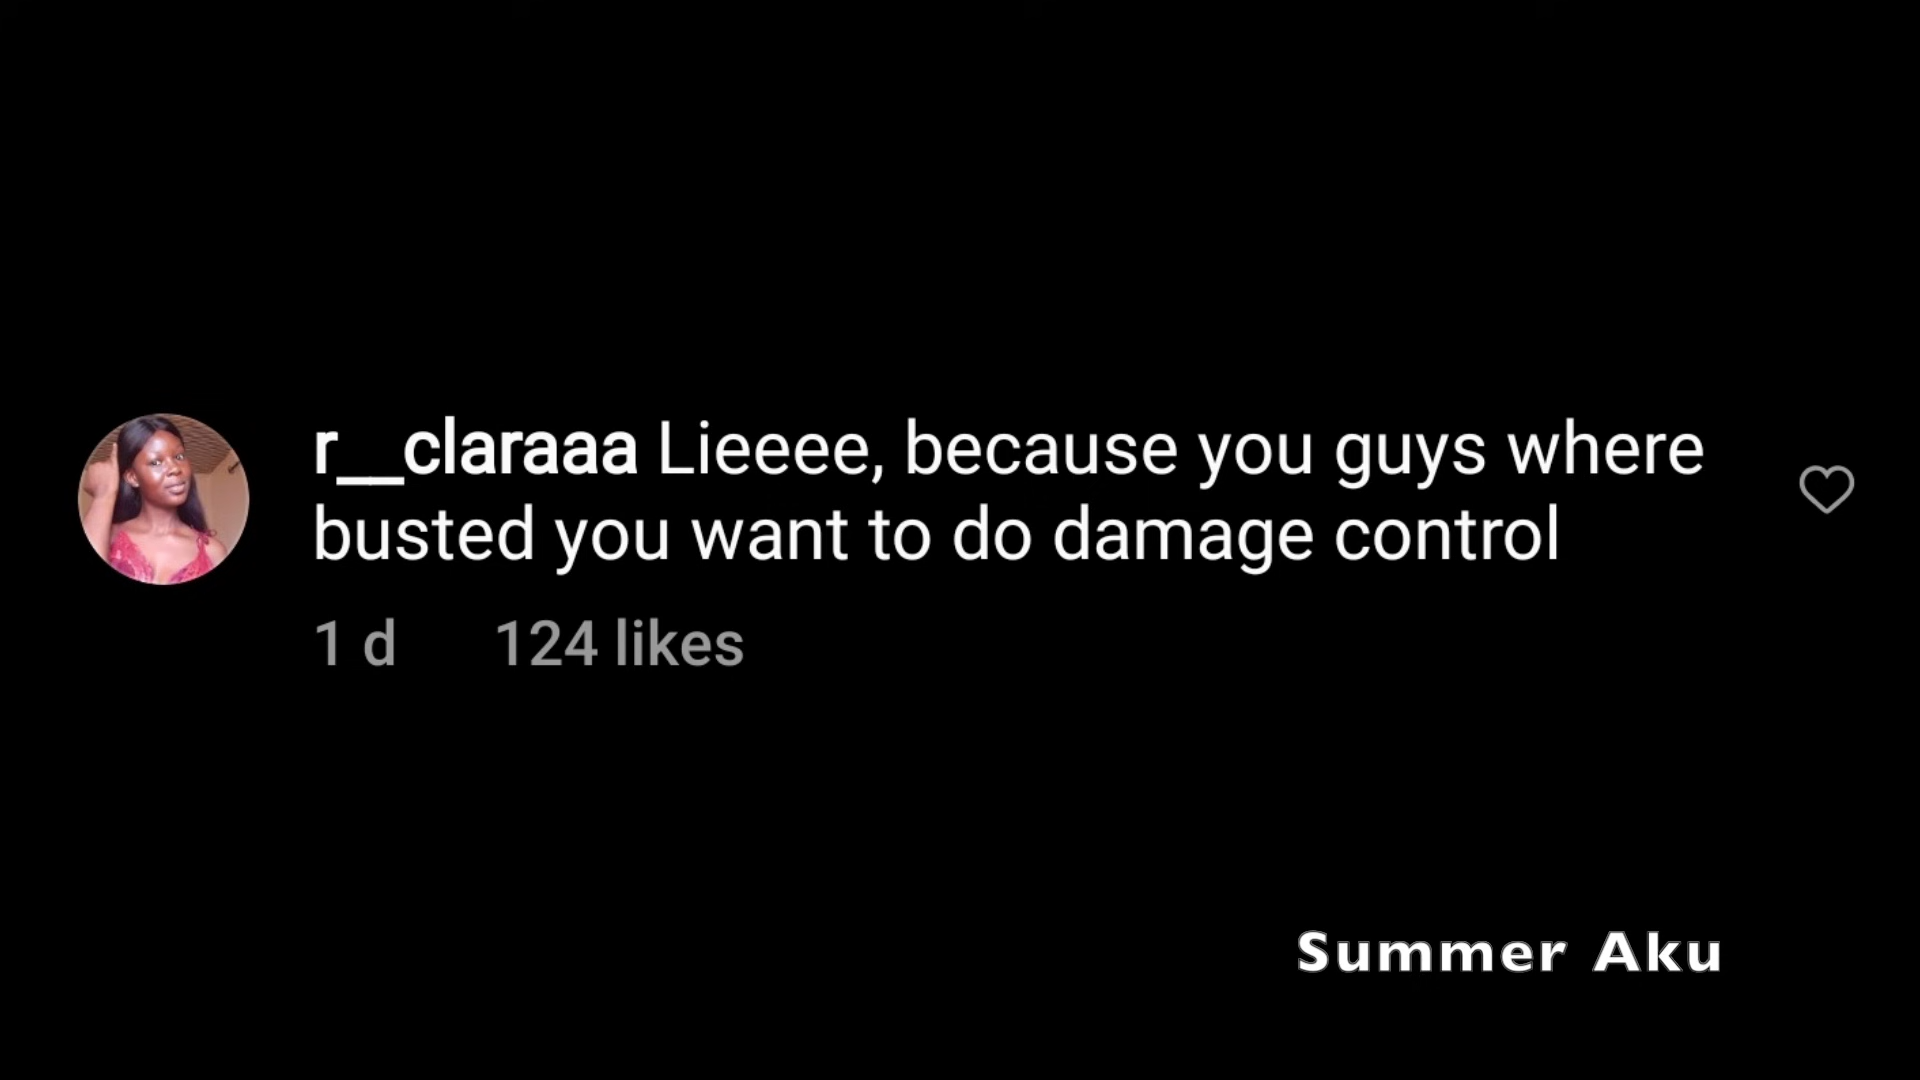 r__claraaa Lieeee, because you guys where
busted you want to do damage control
1 d 124 likes
Summer Aku